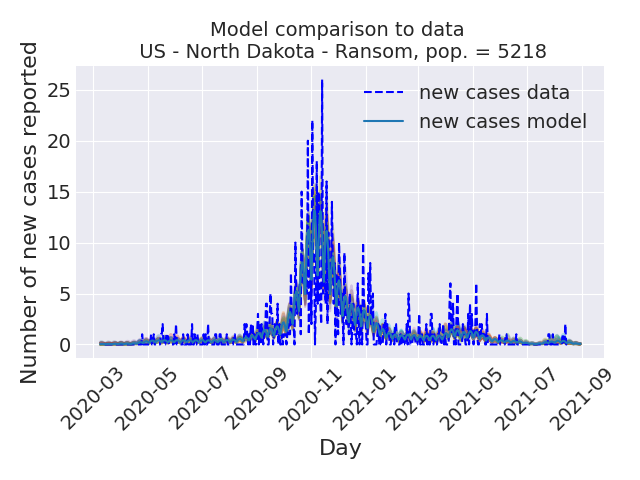 Model comparison to data
US - North Dakota - Ransom, pop. = 5218
Number of new cases reported
25
20
15
10
5
0
new cases data
new cases model
2020-03
2020-05
2020-07
2020-09
2020-11
2021-01
2021-03
2021-05
2021-07
2021-09
Day